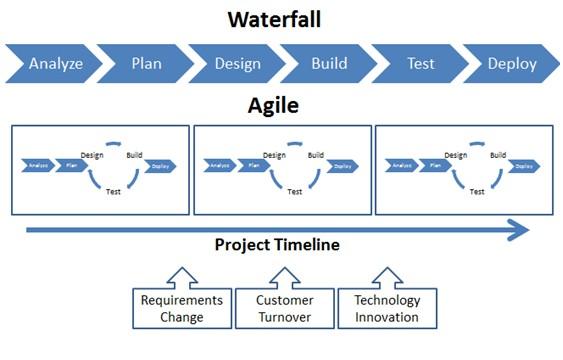 Waterfall
Analyze Plan Design Build Test Deploy
Agile
Design Build Design Build Design Build
Analyze Plan Deploy Analyze Plan Deploy Analyze Plan Deploy
Test Test Test
Project Timeline
Requirements Customer Technology
Change Turnover Innovation